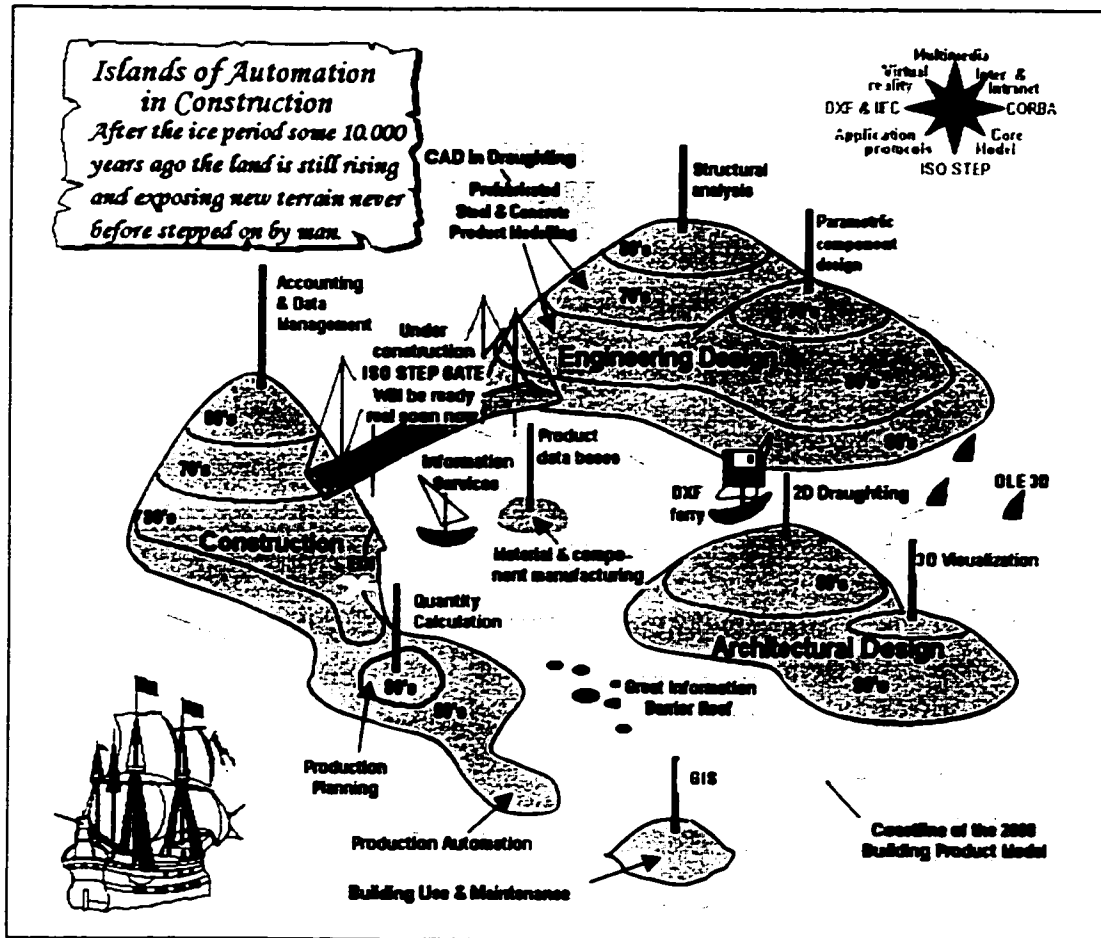 Islands of Automation
in Construction
After the ice period some 10.000
years ago the land is still rising
and exposing new terrain never
before stepped on by man.
Multimedia
Virtual
reality
Inter &
Intranet
DXF & IFC
CORBA
Application
protocols
Core
Model
ISO STEP
CAD in Draughting
Prefabricated
Steel & Concrete
Product Modelling
Structural
analysis
Parametric
component
design
Accounting
& Data
Management
Under
construction
ISO STEP GATE
Will be ready
real soon now
60's
70's
70's
Engineering Design
80's
90's
60's
70's
80's
Construction
EDI
Information
Services
Product
data bases
Material & compo-
nent manufacturing
DXF
ferry
OLE 3D
2D Draughting
80's
3D Visualization
Architectural Design
90's
Quantity
Calculation
80's
90's
Great Information
Barrier Reef
Production
Planning
Production Automation
GIS
Building Use & Maintenance
Coastline of the 2000
Building Product Model